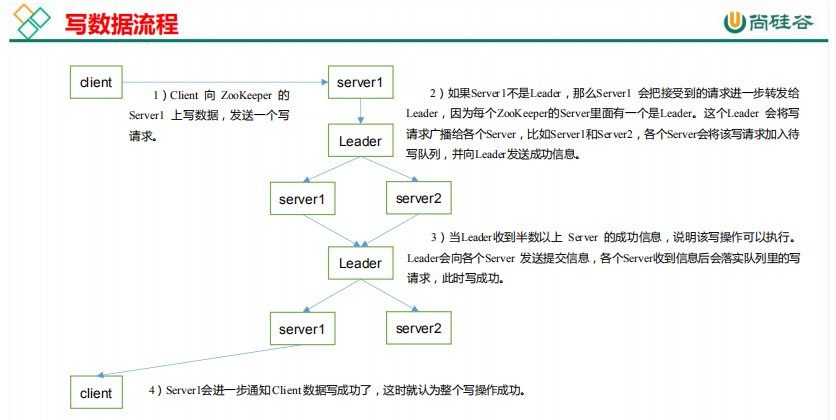 写数据流程
尚硅谷
client
server1
1）Client 向 ZooKeeper 的
Server1 上写数据，发送一个写
请求。
2）如果Server1不是Leader，那么Server1 会把接受到的请求进一步转发给
Leader，因为每个ZooKeeper的Server里面有一个是Leader。这个Leader 会将写
请求广播给各个Server，比如Server1和Server2，各个Server会将该写请求加入待
写队列，并向Leader发送成功信息。
Leader
server1
server2
3）当Leader收到半数以上 Server 的成功信息，说明该写操作可以执行。
Leader会向各个Server 发送提交信息，各个Server收到信息后会落实队列里的写
请求，此时写成功。
Leader
server1
server2
client
4）Server1会进一步通知Client数据写成功了，这时就认为整个写操作成功。